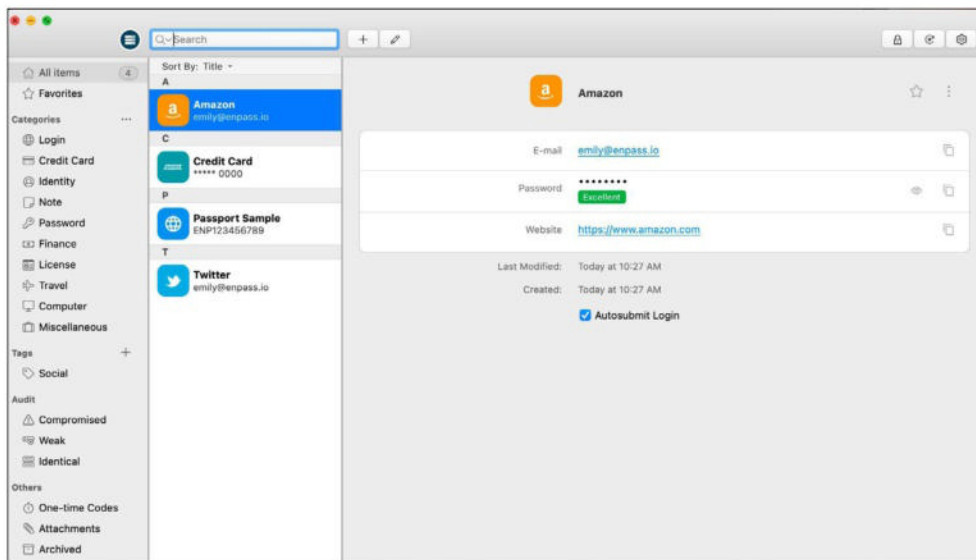 Search
All items 4
Favorites
Categories ...
Login
Credit Card
Identity
Note
Password
Finance
License
Travel
Computer
Miscellaneous
Tags
Social
Audit
Compromised
Weak
Identical
Others
One-time Codes
Attachments
Archived
Sort By: Title
A
Amazon
email@enpass.io
C
Credit Card
***** 0000
P
Passport Sample
ENP123456789
T
Twitter
emily@enpass.io
a Amazon
E-mail emily@enpass.io
Password ••••••••
Excellent
Website https://www.amazon.com
Last Modified: Today at 10:27 AM
Created: Today at 10:27 AM
Autosubmit Login